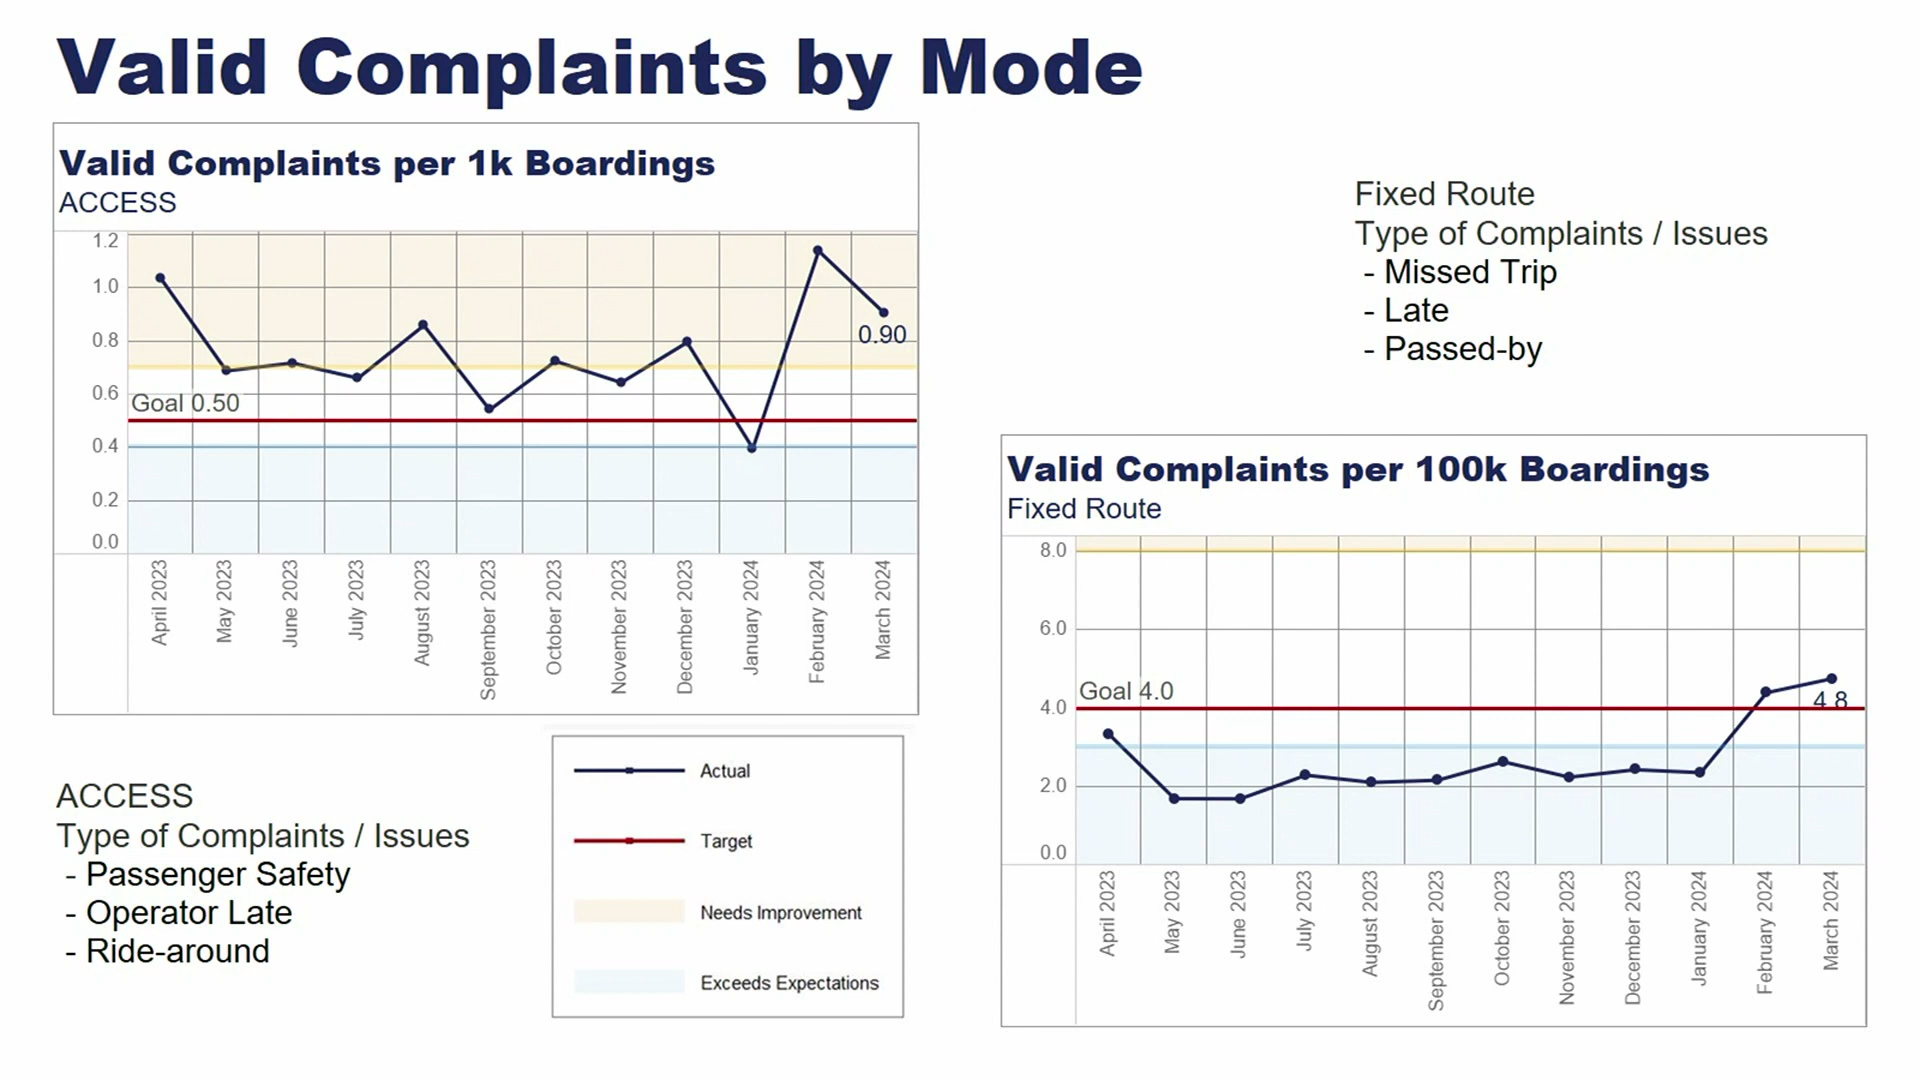 Valid Complaints by Mode
Valid Complaints per 1k Boardings
ACCESS
1.2
1.0
0.8
0.6
0.4
0.2
0.0
Goal 0.50
0.90
April 2023
May 2023
June 2023
July 2023
August 2023
September 2023
October 2023
November 2023
December 2023
January 2024
February 2024
March 2024
Fixed Route
Type of Complaints / Issues
- Missed Trip
- Late
- Passed-by
Valid Complaints per 100k Boardings
Fixed Route
8.0
6.0
4.0
2.0
0.0
Goal 4.0
4.8
April 2023
May 2023
June 2023
July 2023
August 2023
September 2023
October 2023
November 2023
December 2023
January 2024
February 2024
March 2024
ACCESS
Type of Complaints / Issues
- Passenger Safety
- Operator Late
- Ride-around
Actual
Target
Needs Improvement
Exceeds Expectations